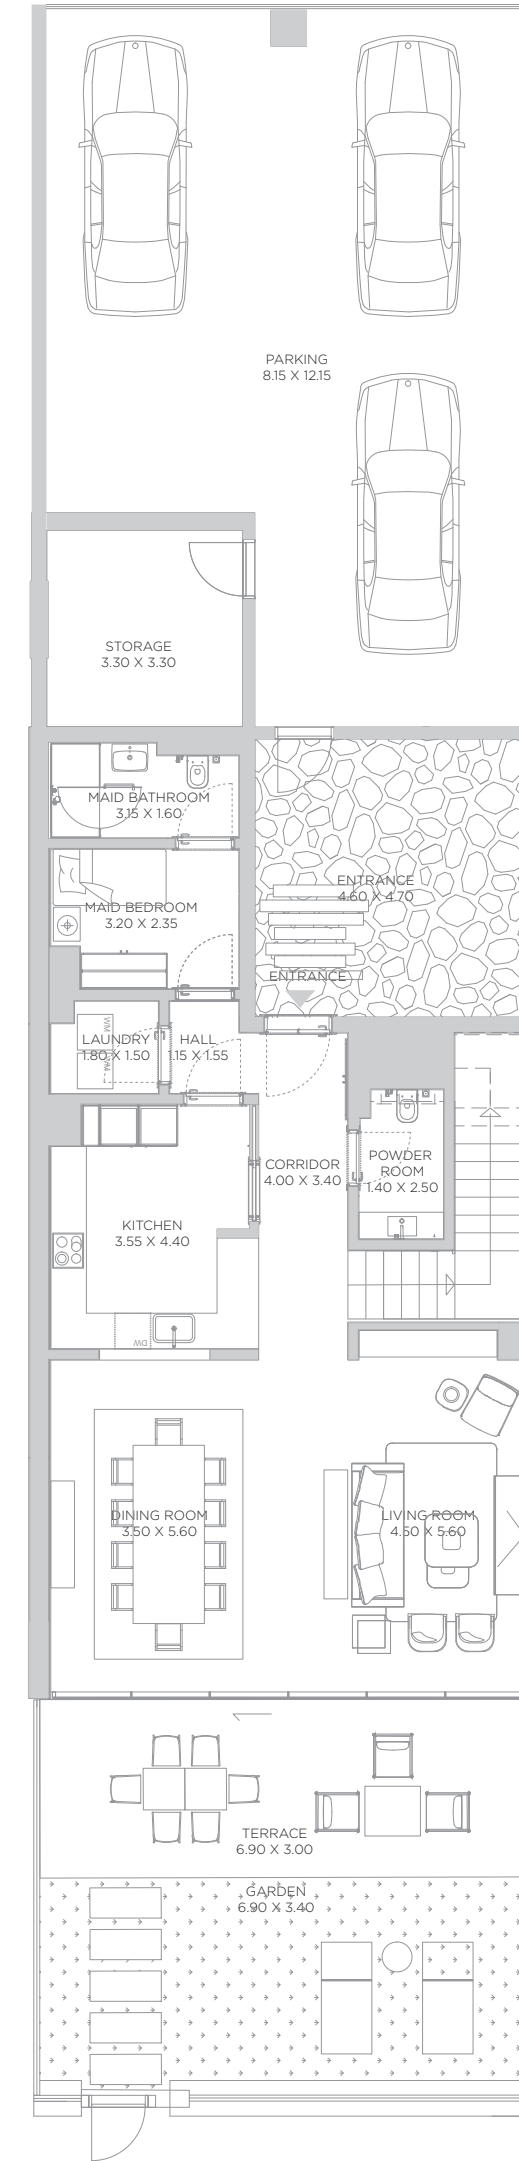 PARKING
8.15 X 12.15
STORAGE
3.30 X 3.30
MAID BATHROOM
3.15 X 1.60
ENTRANCE
4.60 X 4.70
MAID BEDROOM
3.20 X 2.35
ENTRANCE
WM
LAUNDRY
1.80 X 1.50
HALL
1.15 X 1.55
CORRIDOR
4.00 X 3.40
POWDER
ROOM
1.40 X 2.50
KITCHEN
3.55 X 4.40
DW
DINING ROOM
3.50 X 5.60
LIVING ROOM
4.50 X 5.60
TERRACE
6.90 X 3.00
GARDEN
6.90 X 3.40